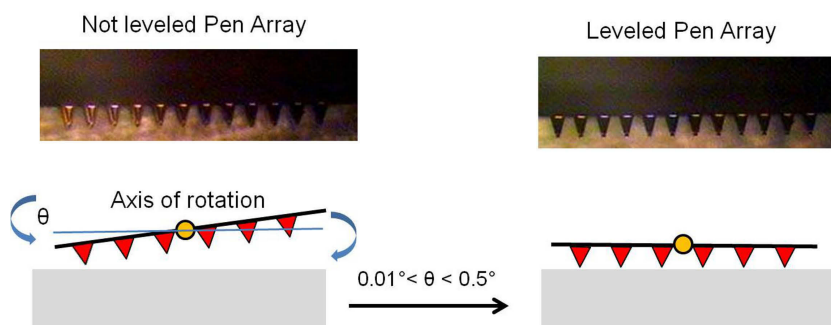 Not leveled Pen Array
Leveled Pen Array
θ
Axis of rotation
0.01°< θ < 0.5°